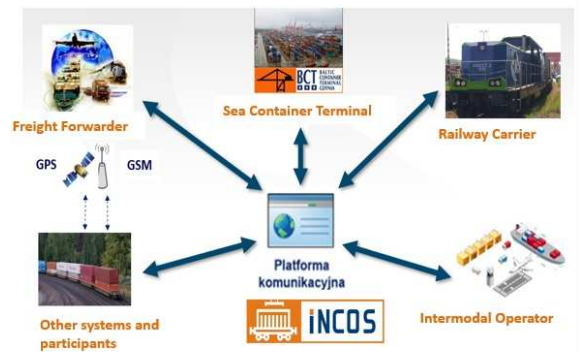 BCT
BALTIC
CONTAINER
TERMINAL
GDYNIA
Freight Forwarder
Sea Container Terminal
Railway Carrier
GPS
GSM
Platforma
komunikacyjna
iNCOS
Other systems and
participants
Intermodal Operator